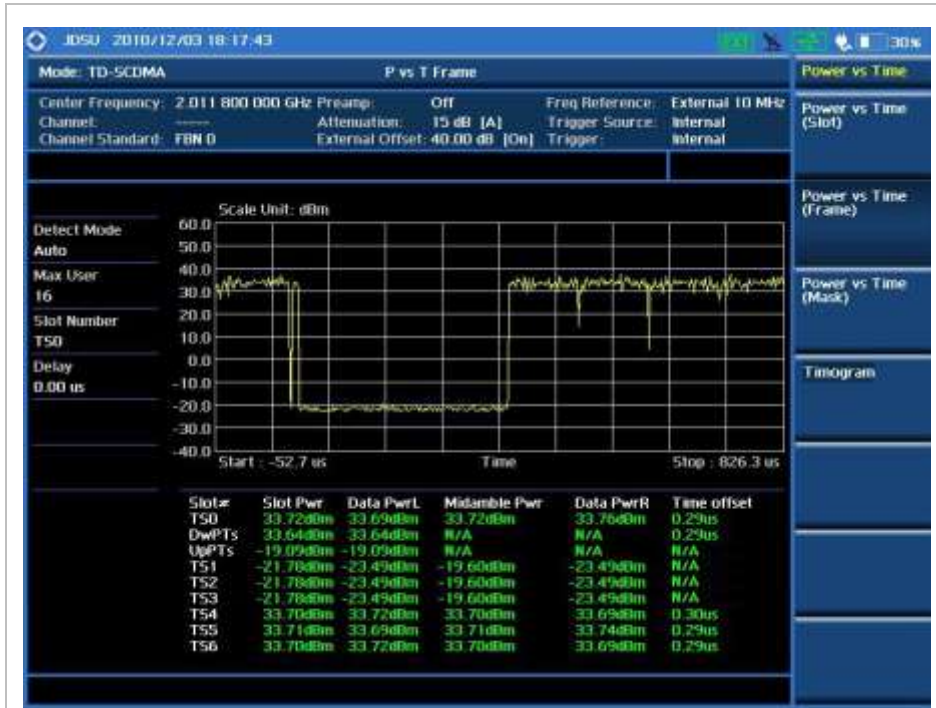 JDSU 2010/12/03 18:17:43
30%
Mode: TD-SCDMA P vs T Frame Power vs Time
Center Frequency: 2.011 800 000 GHz Preamp: Off Freq Reference: External 10 MHz
Channel: ----- Attenuation: 15 dB [A] Trigger Source: Internal
Channel Standard: FBN 0 External Offset: 40.00 dB [On] Trigger: Internal
Power vs Time
(Slot)
Power vs Time
(Frame)
Power vs Time
(Mask)
Timogram
Detect Mode
Auto
Max User
16
Slot Number
TS0
Delay
0.00 us
Scale Unit: dBm
60.0
50.0
40.0
30.0
20.0
10.0
0.0
-10.0
-20.0
-30.0
-40.0
Start : -52.7 us Time Stop : 826.3 us
Slot# Slot Pwr Data PwrL Midamble Pwr Data PwrR Time offset
TS0 33.72dBm 33.69dBm 33.72dBm 33.76dBm 0.29us
DwPTs 33.64dBm 33.64dBm N/A N/A 0.29us
UpPTs -19.09dBm -19.09dBm N/A N/A N/A
TS1 -21.78dBm -23.49dBm -19.60dBm -23.49dBm N/A
TS2 -21.78dBm -23.49dBm -19.60dBm -23.49dBm N/A
TS3 -21.78dBm -23.49dBm -19.60dBm -23.49dBm N/A
TS4 33.70dBm 33.72dBm 33.70dBm 33.69dBm 0.30us
TS5 33.71dBm 33.69dBm 33.71dBm 33.74dBm 0.29us
TS6 33.70dBm 33.72dBm 33.70dBm 33.69dBm 0.29us